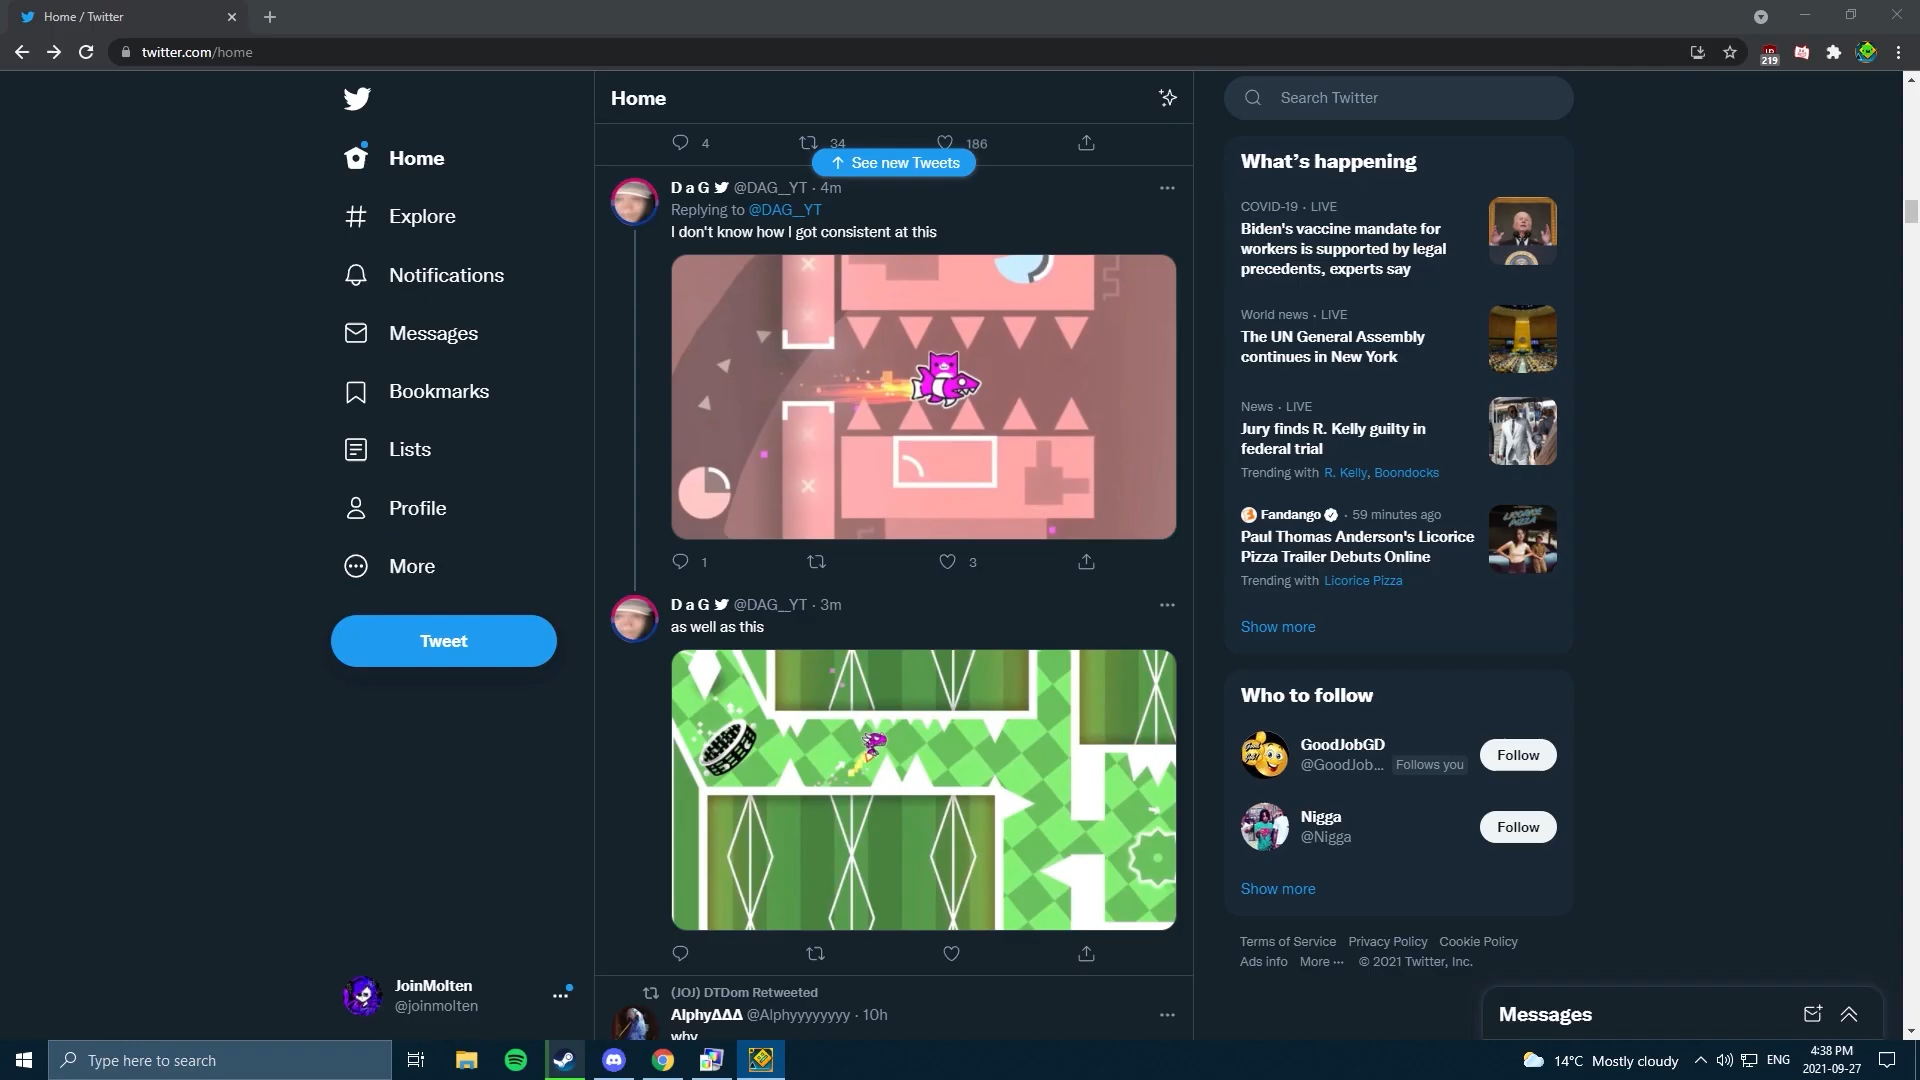 Home / Twitter
twitter.com/home
219
Home
Explore
Notifications
Messages
Bookmarks
Lists
Profile
More
Tweet
JoinMolten
@joinmolten
Home
4 34 186
See new Tweets
D a G @DAG__YT · 4m
Replying to @DAG__YT
I don't know how I got consistent at this
1 3
D a G @DAG__YT · 3m
as well as this
(JOJ) DTDom Retweeted
AlphyΔΔΔ @Alphyyyyyyyy · 10h
why
Search Twitter
What's happening
COVID-19 · LIVE
Biden's vaccine mandate for
workers is supported by legal
precedents, experts say
World news · LIVE
The UN General Assembly
continues in New York
News · LIVE
Jury finds R. Kelly guilty in
federal trial
Trending with R. Kelly, Boondocks
Fandango · 59 minutes ago
Paul Thomas Anderson's Licorice
Pizza Trailer Debuts Online
Trending with Licorice Pizza
Show more
Who to follow
GoodJobGD
@GoodJob... Follows you
Follow
Nigga
@Nigga
Follow
Show more
Terms of Service Privacy Policy Cookie Policy
Ads info More ··· © 2021 Twitter, Inc.
Messages
Type here to search
14°C Mostly cloudy
ENG
4:38 PM
2021-09-27